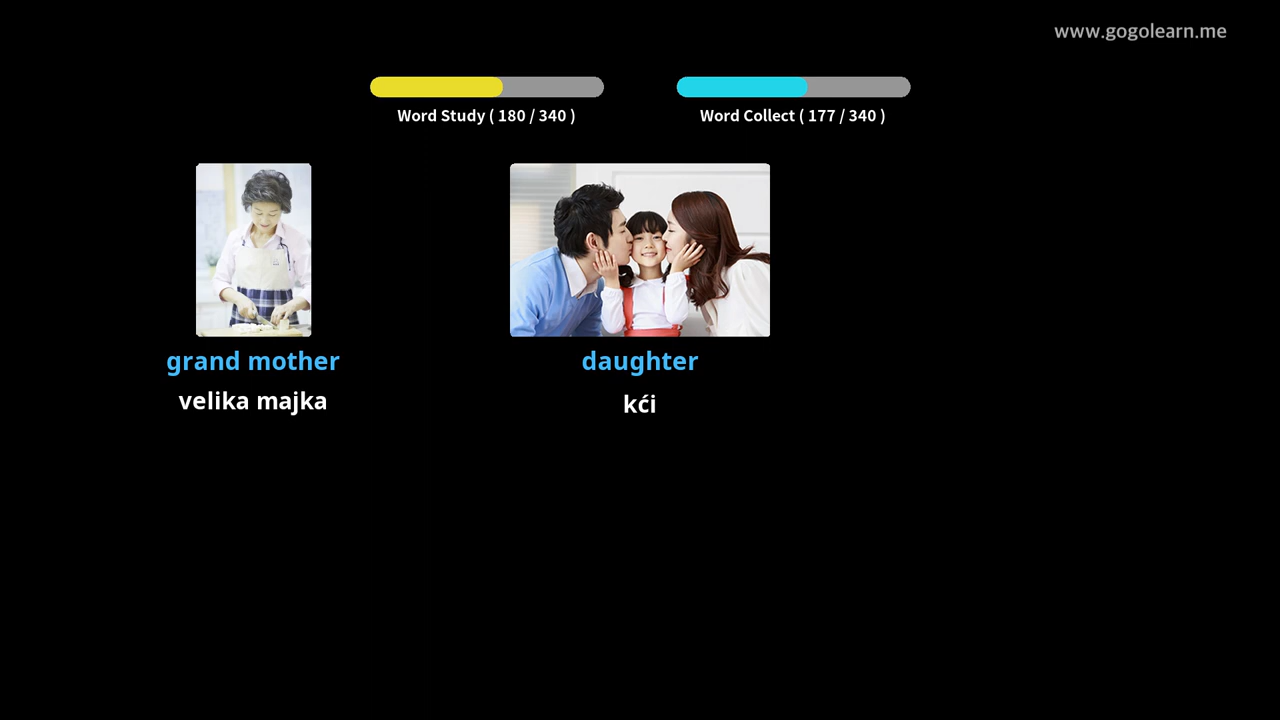 www.gogolearn.me
Word Study ( 180 / 340 )
Word Collect ( 177 / 340 )
grand mother
velika majka
daughter
kći